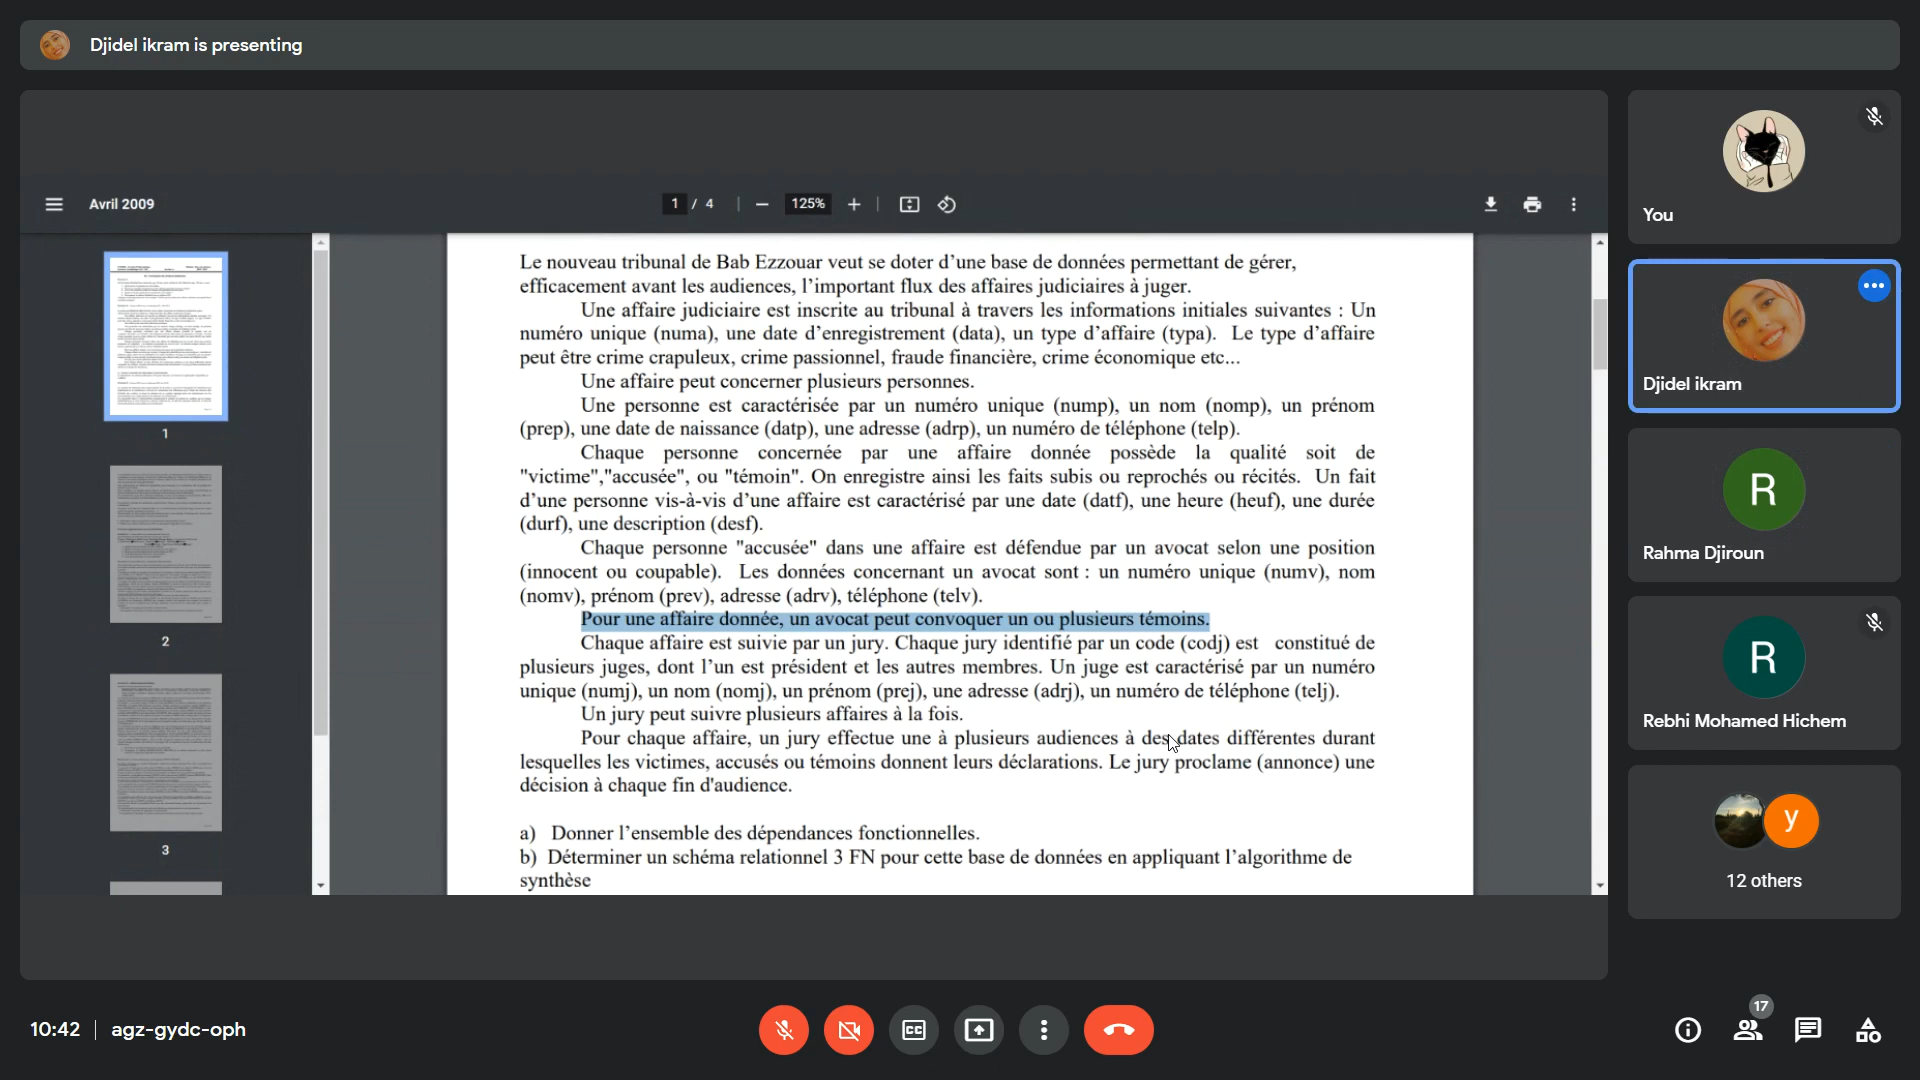 Djidel ikram is presenting
Avril 2009
1 / 4
125%
1
2
3
Le nouveau tribunal de Bab Ezzouar veut se doter d’une base de données permettant de gérer,
efficacement avant les audiences, l’important flux des affaires judiciaires à juger.
Une affaire judiciaire est inscrite au tribunal à travers les informations initiales suivantes : Un
numéro unique (numa), une date d’enregistrement (data), un type d’affaire (typa). Le type d’affaire
peut être crime crapuleux, crime passionnel, fraude financière, crime économique etc...
Une affaire peut concerner plusieurs personnes.
Une personne est caractérisée par un numéro unique (nump), un nom (nomp), un prénom
(prep), une date de naissance (datp), une adresse (adrp), un numéro de téléphone (telp).
Chaque personne concernée par une affaire donnée possède la qualité soit de
"victime","accusée", ou "témoin". On enregistre ainsi les faits subis ou reprochés ou récités. Un fait
d’une personne vis-à-vis d’une affaire est caractérisé par une date (datf), une heure (heuf), une durée
(durf), une description (desf).
Chaque personne "accusée" dans une affaire est défendue par un avocat selon une position
(innocent ou coupable). Les données concernant un avocat sont : un numéro unique (numv), nom
(nomv), prénom (prev), adresse (adrv), téléphone (telv).
Pour une affaire donnée, un avocat peut convoquer un ou plusieurs témoins.
Chaque affaire est suivie par un jury. Chaque jury identifié par un code (codj) est constitué de
plusieurs juges, dont l’un est président et les autres membres. Un juge est caractérisé par un numéro
unique (numj), un nom (nomj), un prénom (prej), une adresse (adrj), un numéro de téléphone (telj).
Un jury peut suivre plusieurs affaires à la fois.
Pour chaque affaire, un jury effectue une à plusieurs audiences à des dates différentes durant
lesquelles les victimes, accusés ou témoins donnent leurs déclarations. Le jury proclame (annonce) une
décision à chaque fin d'audience.
a) Donner l’ensemble des dépendances fonctionnelles.
b) Déterminer un schéma relationnel 3 FN pour cette base de données en appliquant l’algorithme de
synthèse
You
Djidel ikram
R
Rahma Djiroun
R
Rebhi Mohamed Hichem
y
12 others
10:42 | agz-gydc-oph
CC
17